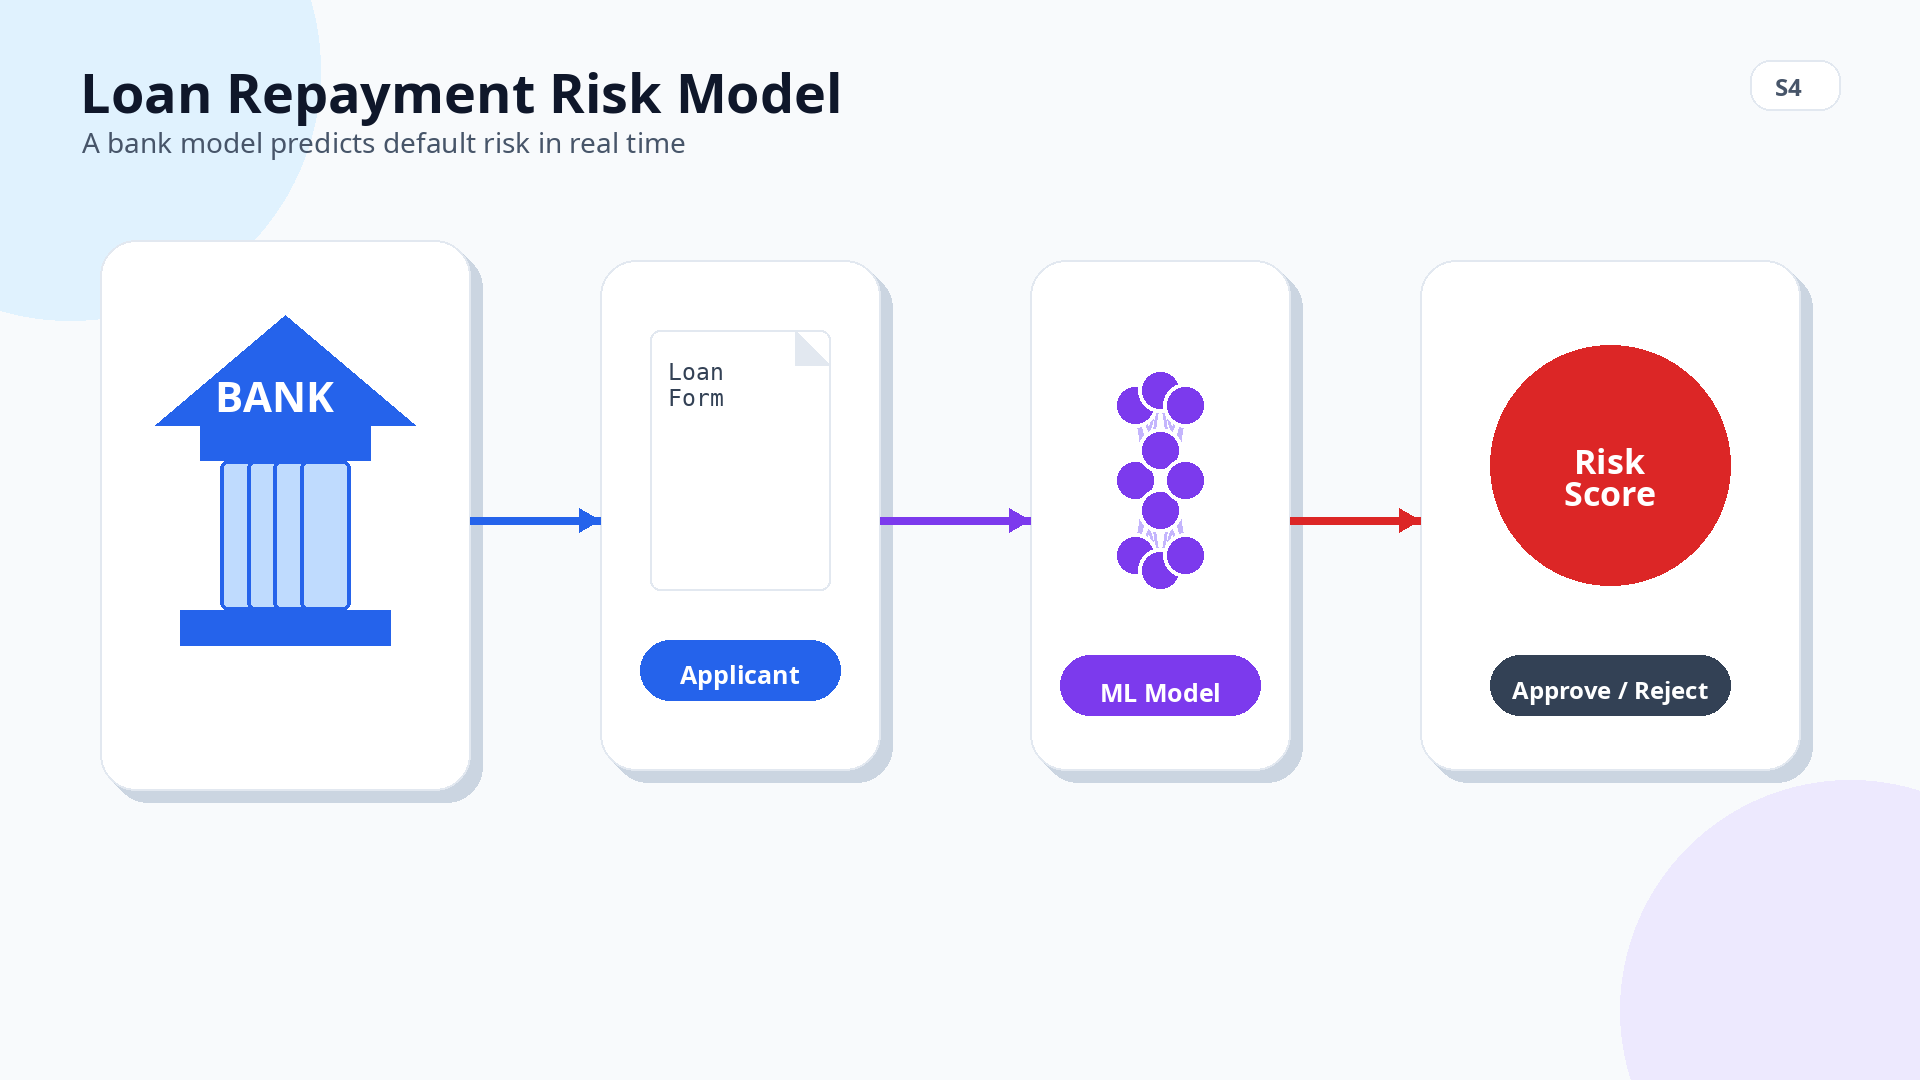 Loan Repayment Risk Model
A bank model predicts default risk in real time
S4
BANK
Loan
Form
Applicant
ML Model
Risk
Score
Approve / Reject